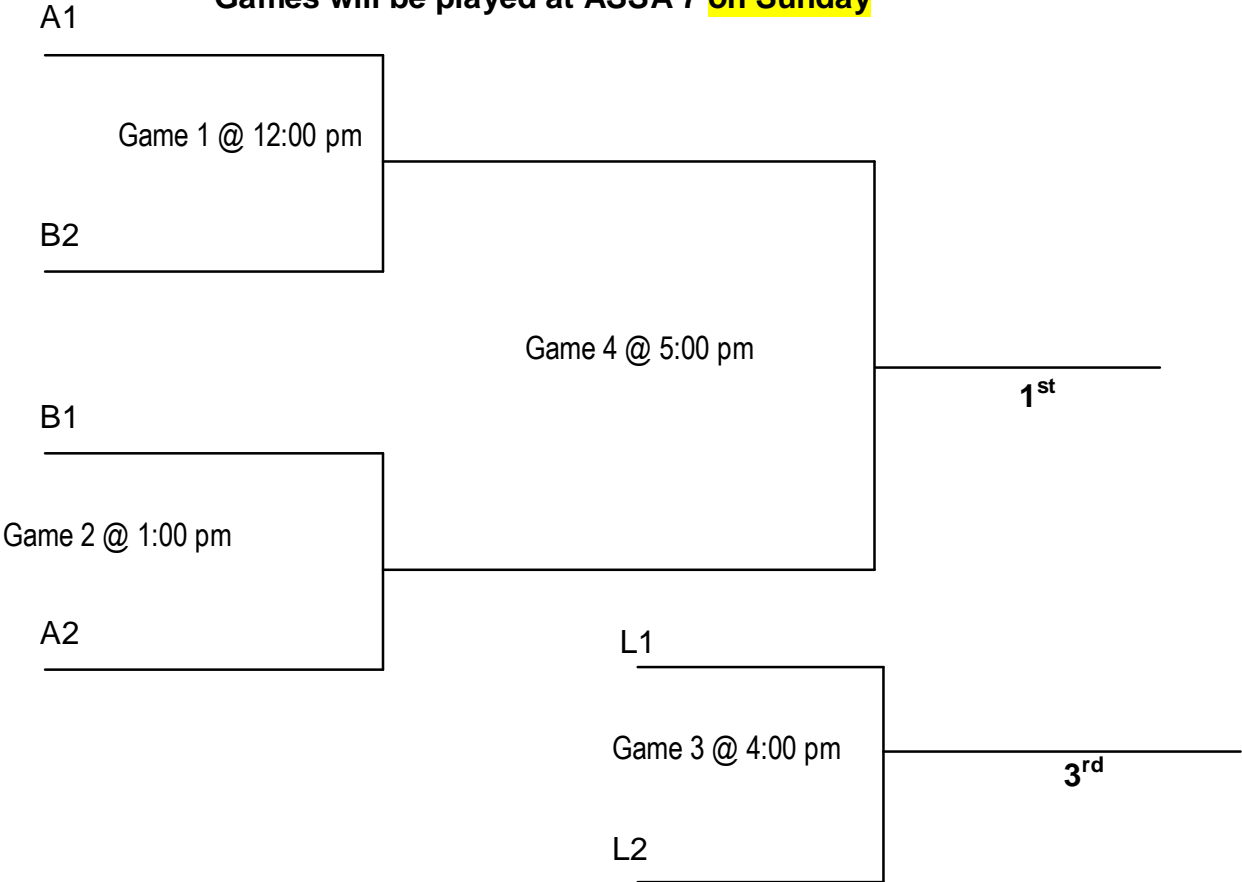 Games will be played at ASSA 7 on Sunday
A1
Game 1 @ 12:00 pm
B2
Game 4 @ 5:00 pm
1st
B1
Game 2 @ 1:00 pm
A2
L1
Game 3 @ 4:00 pm
3rd
L2